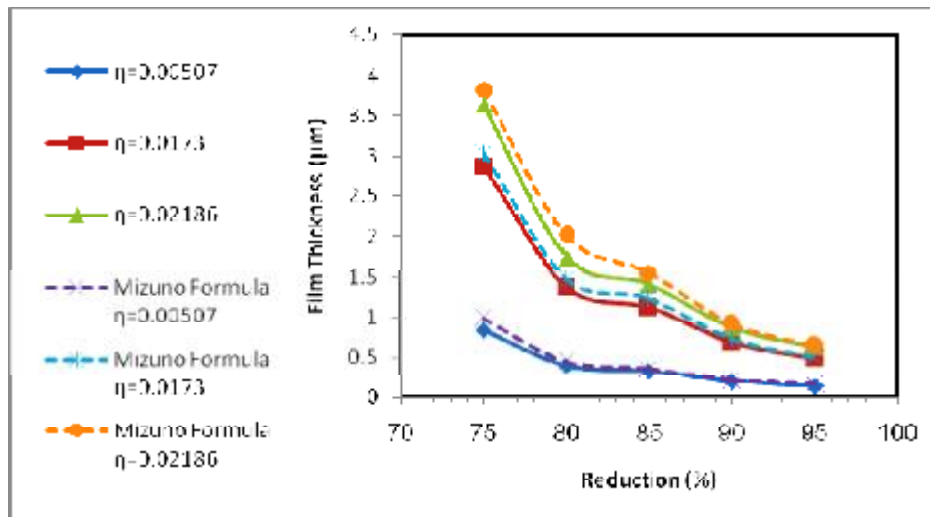 η=0.00507
η=0.0173
η=0.02186
Mizuno Formula
η=0.00507
Mizuno Formula
η=0.0173
Mizuno Formula
η=0.02186
Film Thickness (μm)
4.5
4
3.5
3
2.5
2
1.5
1
0.5
0
70
75
80
85
90
95
100
Reduction (%)